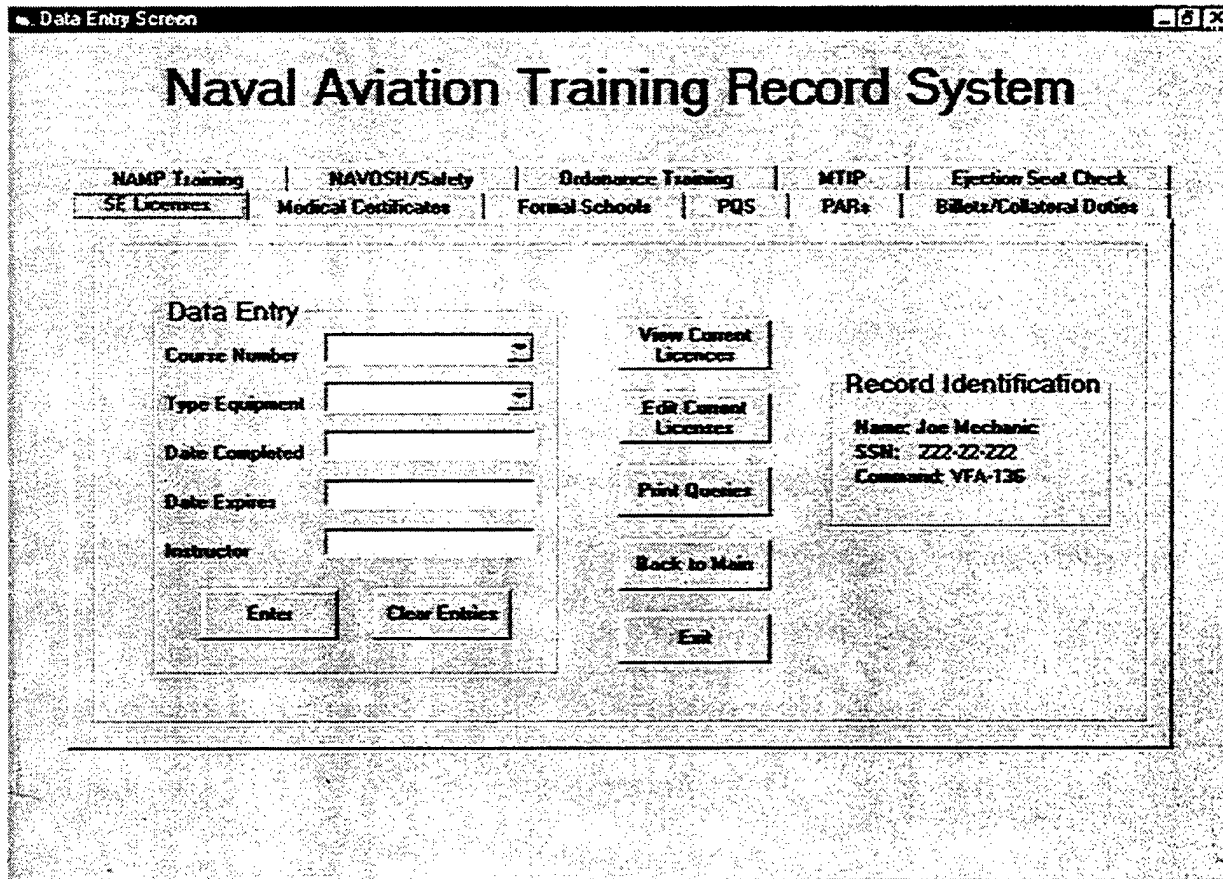 Data Entry Screen
Naval Aviation Training Record System
NAMP Training NAVOSH/Safety Ordonance Training MTIP Ejection Seat Check
SE Licenses Medical Certificates Formal Schools PQS PARs Billets/Collateral Duties
Data Entry
Course Number
Type Equipment
Date Completed
Date Expires
Instructor
Enter Clear Entries
View Current
Licences
Edit Current
Licenses
Print Queries
Back to Main
Exit
Record Identification
Name: Joe Mechanic
SSN: 222-22-222
Command: VFA-136